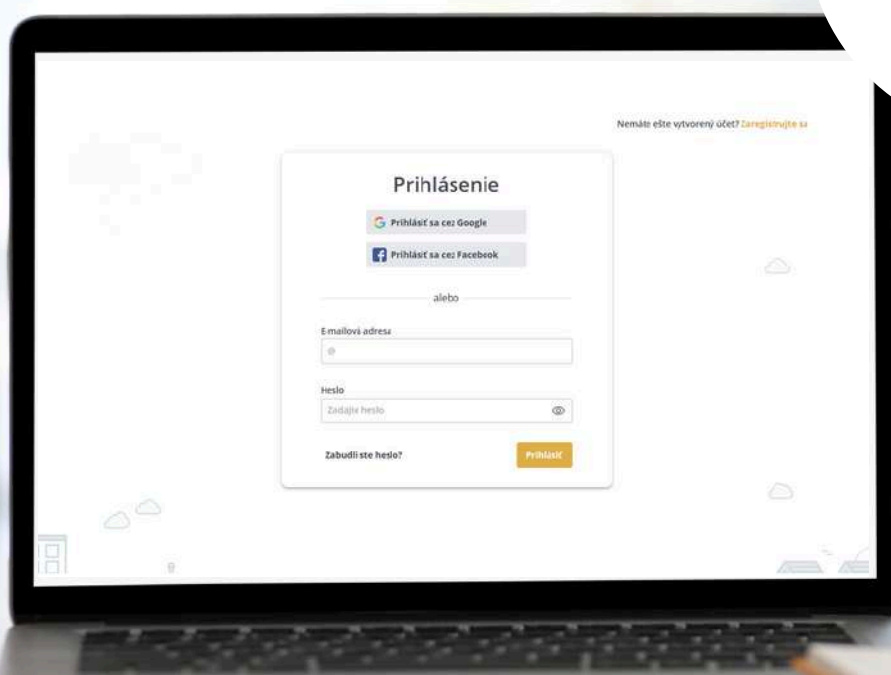 Nemáte ešte vytvorený účet? Zaregistrujte sa
Prihlásenie
Prihlásiť sa cez Google
Prihlásiť sa cez Facebook
alebo
E-mailová adresa
@
Heslo
Zadajte heslo
Zabudli ste heslo?
Prihlásiť